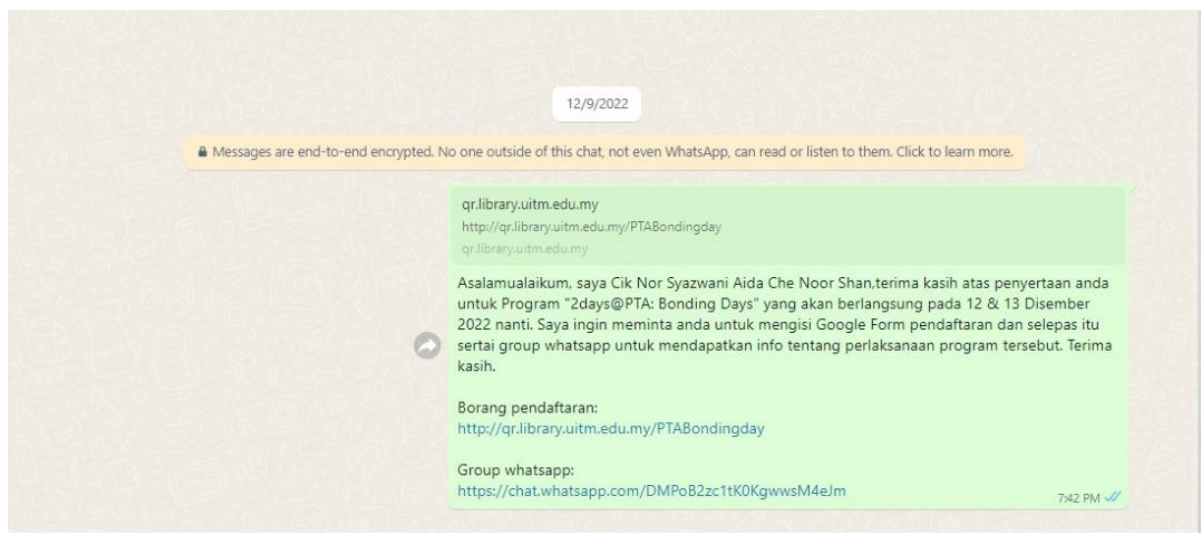 12/9/2022
Messages are end-to-end encrypted. No one outside of this chat, not even WhatsApp, can read or listen to them. Click to learn more.
qr.library.uitm.edu.my
http://qr.library.uitm.edu.my/PTABondingday
qr.library.uitm.edu.my
Asalamualaikum, saya Cik Nor Syazwani Aida Che Noor Shan,terima kasih atas penyertaan anda
untuk Program "2days@PTA: Bonding Days" yang akan berlangsung pada 12 & 13 Disember
2022 nanti. Saya ingin meminta anda untuk mengisi Google Form pendaftaran dan selepas itu
sertai group whatsapp untuk mendapatkan info tentang perlaksanaan program tersebut. Terima
kasih.
Borang pendaftaran:
http://qr.library.uitm.edu.my/PTABondingday
Group whatsapp:
https://chat.whatsapp.com/DMPoB2zc1tK0KgwwsM4eJm
7:42 PM